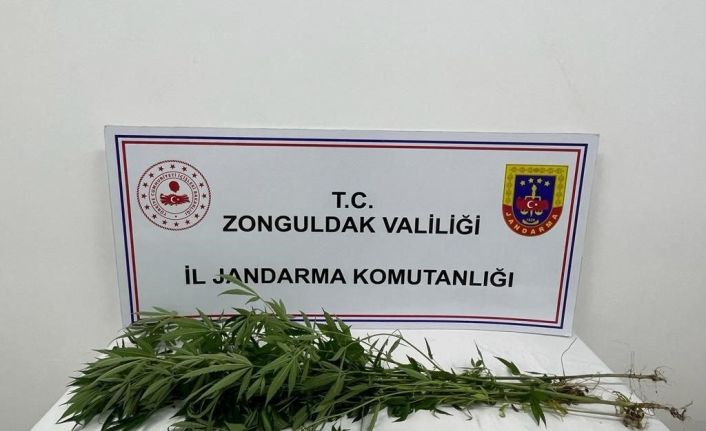 T.C.
ZONGULDAK VALİLİĞİ
İL JANDARMA KOMUTANLIĞI
JANDARMA